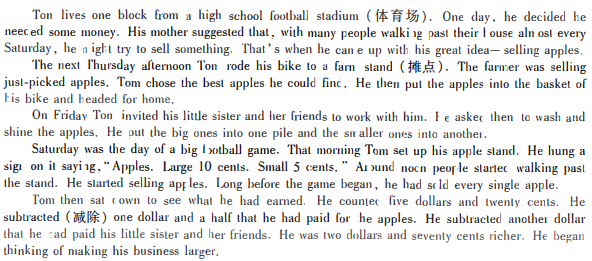 Tom lives one block from a high school football stadium (体育场). One day, he decided he
needed some money. His mother suggested that, with many people walking past their house almost every
Saturday, he might try to sell something. That's when he came up with his great idea— selling apples.
The next Thursday afternoon Tom rode his bike to a farm stand (摊点). The farmer was selling
just-picked apples. Tom chose the best apples he could find. He then put the apples into the basket of
his bike and headed for home.
On Friday Tom invited his little sister and her friends to work with him. He asked them to wash and
shine the apples. He put the big ones into one pile and the smaller ones into another.
Saturday was the day of a big football game. That morning Tom set up his apple stand. He hung a
sign on it saying, "Apples. Large 10 cents. Small 5 cents." Around noon people started walking past
the stand. He started selling apples. Long before the game began, he had sold every single apple.
Tom then sat down to see what he had earned. He counted five dollars and twenty cents. He
subtracted (减除) one dollar and a half that he had paid for the apples. He subtracted another dollar
that he had paid his little sister and her friends. He was two dollars and seventy cents richer. He began
thinking of making his business larger.